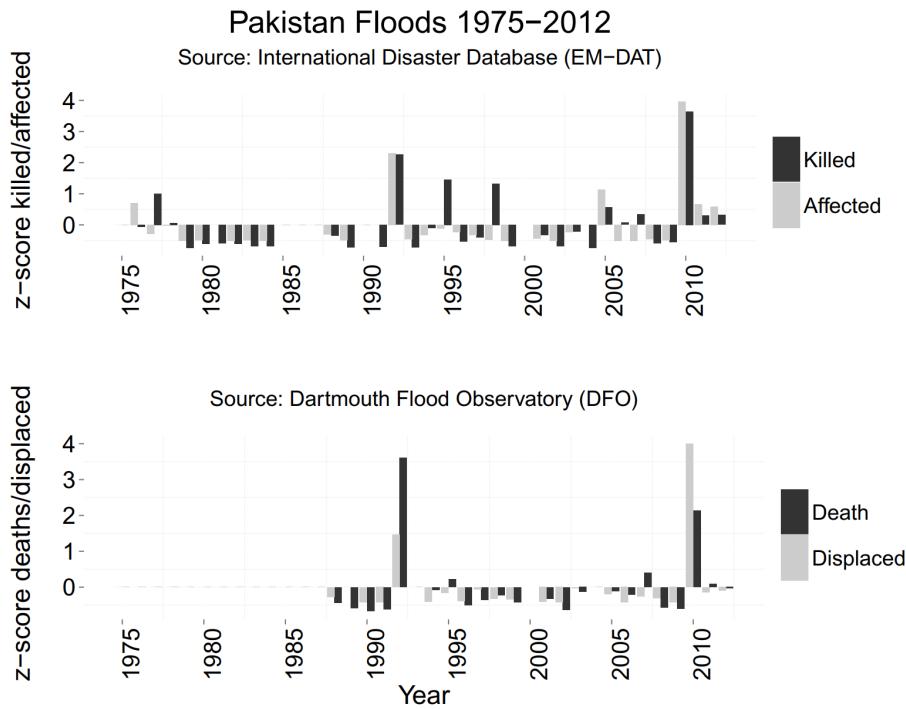 Pakistan Floods 1975−2012
Source: International Disaster Database (EM−DAT)
z−score killed/affected
4
3
2
1
0
1975
1980
1985
1990
1995
2000
2005
2010
Killed
Affected
Source: Dartmouth Flood Observatory (DFO)
z−score deaths/displaced
4
3
2
1
0
1975
1980
1985
1990
1995
2000
2005
2010
Year
Death
Displaced